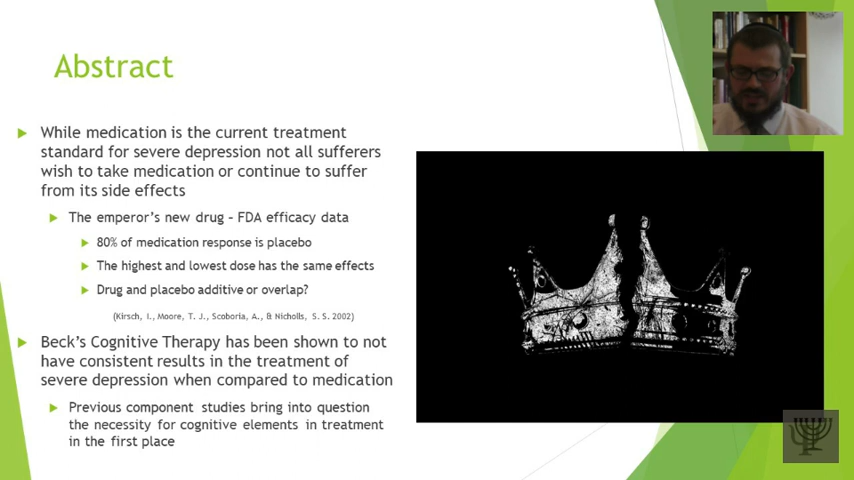 Abstract
While medication is the current treatment
standard for severe depression not all sufferers
wish to take medication or continue to suffer
from its side effects
The emperor's new drug – FDA efficacy data
80% of medication response is placebo
The highest and lowest dose has the same effects
Drug and placebo additive or overlap?
(Kirsch, I., Moore, T. J., Scoboria, A., & Nicholls, S. S. 2002)
Beck's Cognitive Therapy has been shown to not
have consistent results in the treatment of
severe depression when compared to medication
Previous component studies bring into question
the necessity for cognitive elements in treatment
in the first place